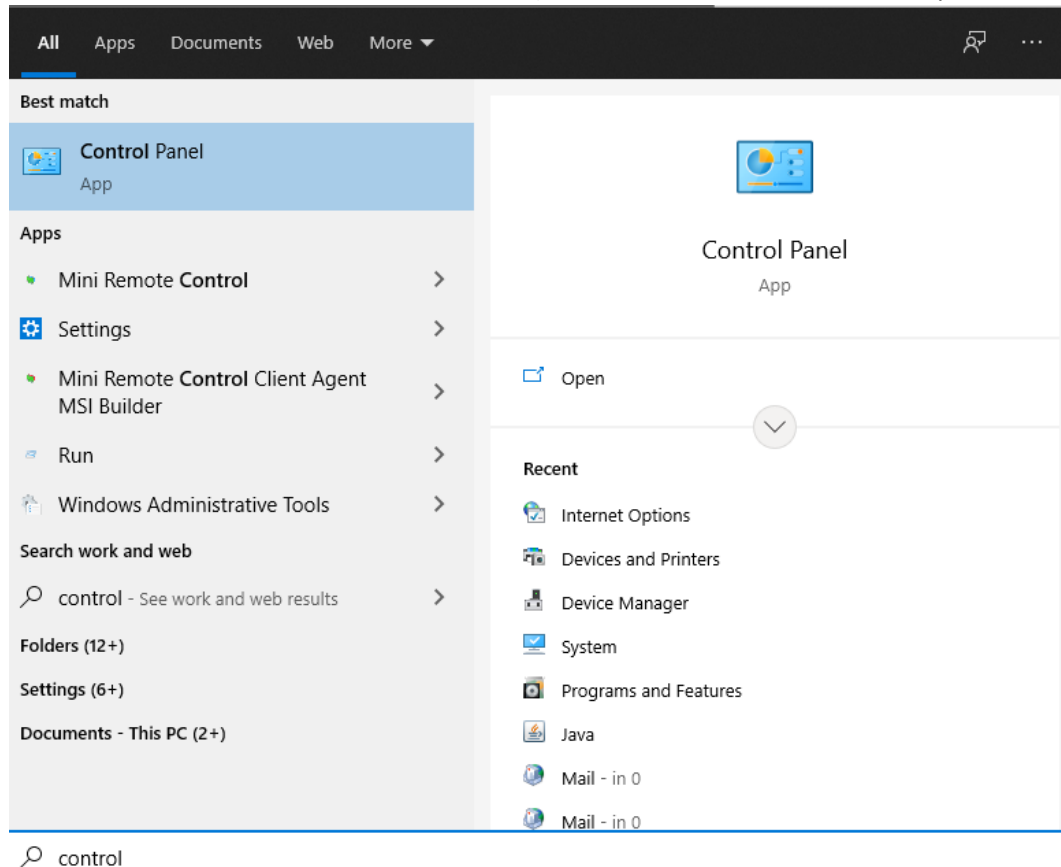 All Apps Documents Web More
Best match
Control Panel
App
Apps
Mini Remote Control
Settings
Mini Remote Control Client Agent
MSI Builder
Run
Windows Administrative Tools
Search work and web
control - See work and web results
Folders (12+)
Settings (6+)
Documents - This PC (2+)
Control Panel
App
Open
Recent
Internet Options
Devices and Printers
Device Manager
System
Programs and Features
Java
Mail - in 0
Mail - in 0
control